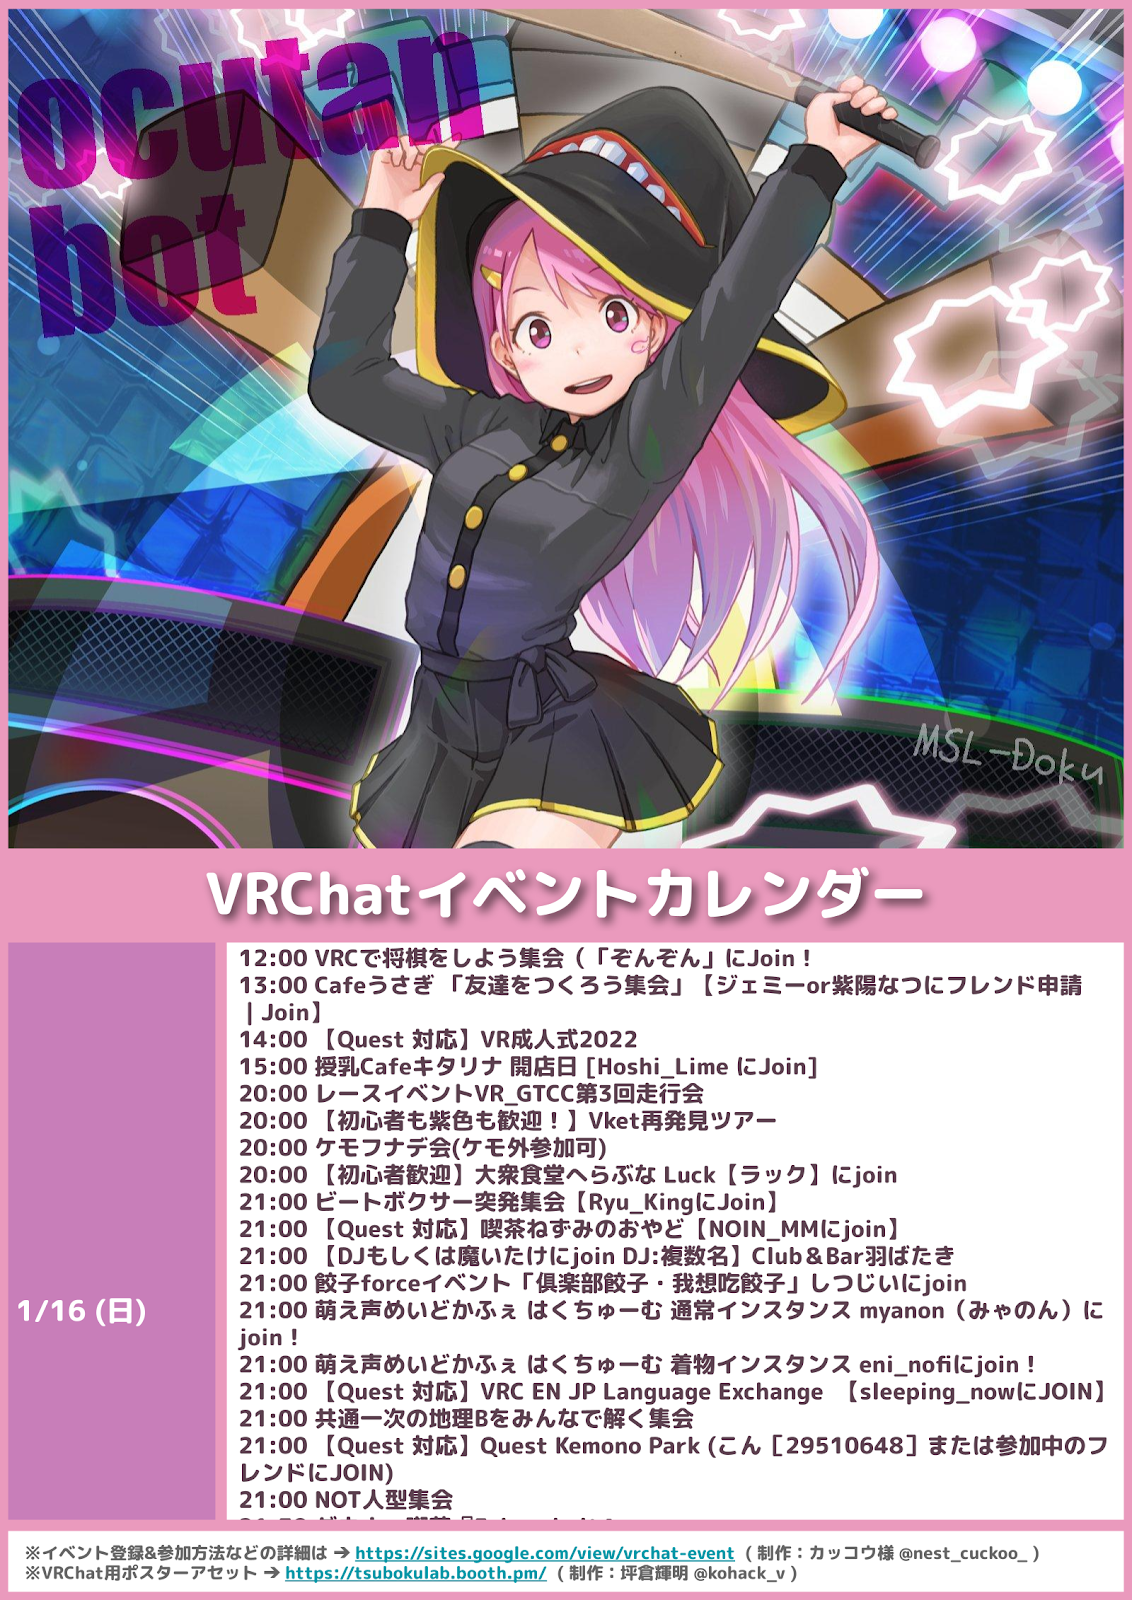 ocutan
bot
MSL-Doku
VRChatイベントカレンダー
1/16 (日)
12:00 VRCで将棋をしよう集会（「ぞんぞん」にJoin！
13:00 Cafeうさぎ 「友達をつくろう集会」【ジェミーor紫陽なつにフレンド申請
｜Join】
14:00 【Quest 対応】VR成人式2022
15:00 授乳Cafeキタリナ 開店日 [Hoshi_Lime にJoin]
20:00 レースイベントVR_GTCC第3回走行会
20:00 【初心者も紫色も歓迎！】Vket再発見ツアー
20:00 ケモフナデ会(ケモ外参加可)
20:00 【初心者歓迎】大衆食堂へらぶな Luck【ラック】にjoin
21:00 ビートボクサー突発集会【Ryu_KingにJoin】
21:00 【Quest 対応】喫茶ねずみのおやど【NOIN_MMにjoin】
21:00 【DJもしくは魔いたけにjoin DJ:複数名】Club＆Bar羽ばたき
21:00 餃子forceイベント「倶楽部餃子・我想吃餃子」しつじいにjoin
21:00 萌え声めいどかふぇ はくちゅーむ 通常インスタンス myanon（みゃのん）に
join！
21:00 萌え声めいどかふぇ はくちゅーむ 着物インスタンス eni_nofiにjoin！
21:00 【Quest 対応】VRC EN JP Language Exchange 【sleeping_nowにJOIN】
21:00 共通一次の地理Bをみんなで解く集会
21:00 【Quest 対応】Quest Kemono Park (こん［29510648］または参加中のフ
レンドにJOIN)
21:00 NOT人型集会
※イベント登録&参加方法などの詳細は ➔ https://sites.google.com/view/vrchat-event ( 制作：カッコウ様 @nest_cuckoo_ )
※VRChat用ポスターアセット ➔ https://tsubokulab.booth.pm/ ( 制作：坪倉輝明 @kohack_v )